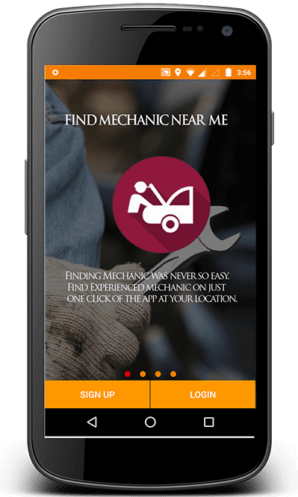 3:56
FIND MECHANIC NEAR ME
FINDING MECHANIC WAS NEVER SO EASY.
FIND EXPERIENCED MECHANIC ON JUST
ONE CLICK OF THE APP AT YOUR LOCATION.
SIGN UP LOGIN